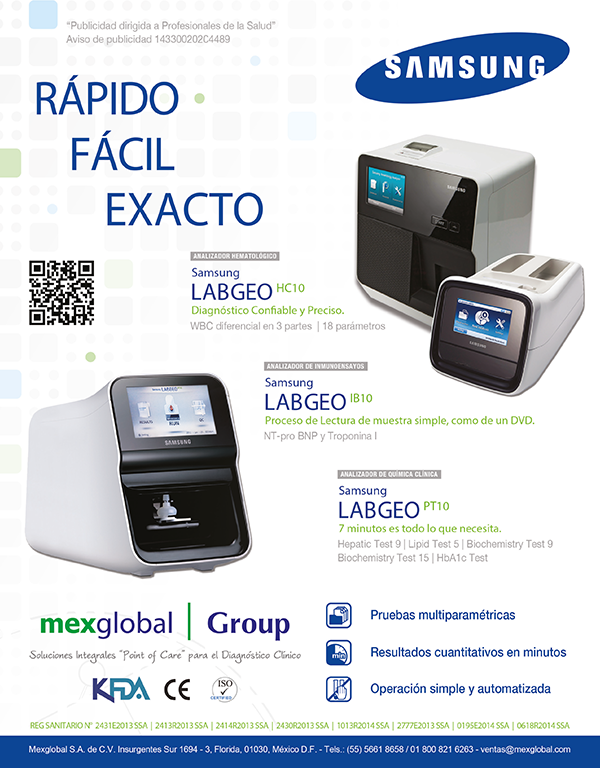 "Publicidad dirigida a Profesionales de la Salud"
Aviso de publicidad 143300202C4489
SAMSUNG
RÁPIDO
FÁCIL
EXACTO
SAMSUNG
ANALIZADOR HEMATOLÓGICO
Samsung
LABGEO HC10
Diagnóstico Confiable y Preciso.
WBC diferencial en 3 partes | 18 parámetros
SAMSUNG
ANALIZADOR DE INMUNOENSAYOS
Samsung
LABGEO IB10
Proceso de Lectura de muestra simple, como de un DVD.
NT-pro BNP y Troponina I
SAMSUNG
ANALIZADOR DE QUÍMICA CLÍNICA
Samsung
LABGEO PT10
7 minutos es todo lo que necesita.
Hepatic Test 9 | Lipid Test 5 | Biochemistry Test 9
Biochemistry Test 15 | HbA1c Test
mexglobal | Group
Soluciones Integrales "Point of Care" para el Diagnóstico Clínico
KFDA CE ISO CERTIFIED
Pruebas multiparamétricas
min Resultados cuantitativos en minutos
Operación simple y automatizada
REG SANITARIO N° 2431E2013 SSA | 2413R2013 SSA | 2414R2013 SSA | 2430R2013 SSA | 1013R2014 SSA | 2777E2013 SSA | 0195E2014 SSA | 0618R2014 SSA
Mexglobal S.A. de C.V. Insurgentes Sur 1694 - 3, Florida, 01030, México D.F. - Tels.: (55) 5661 8658 / 01 800 821 6263 - ventas@mexglobal.com